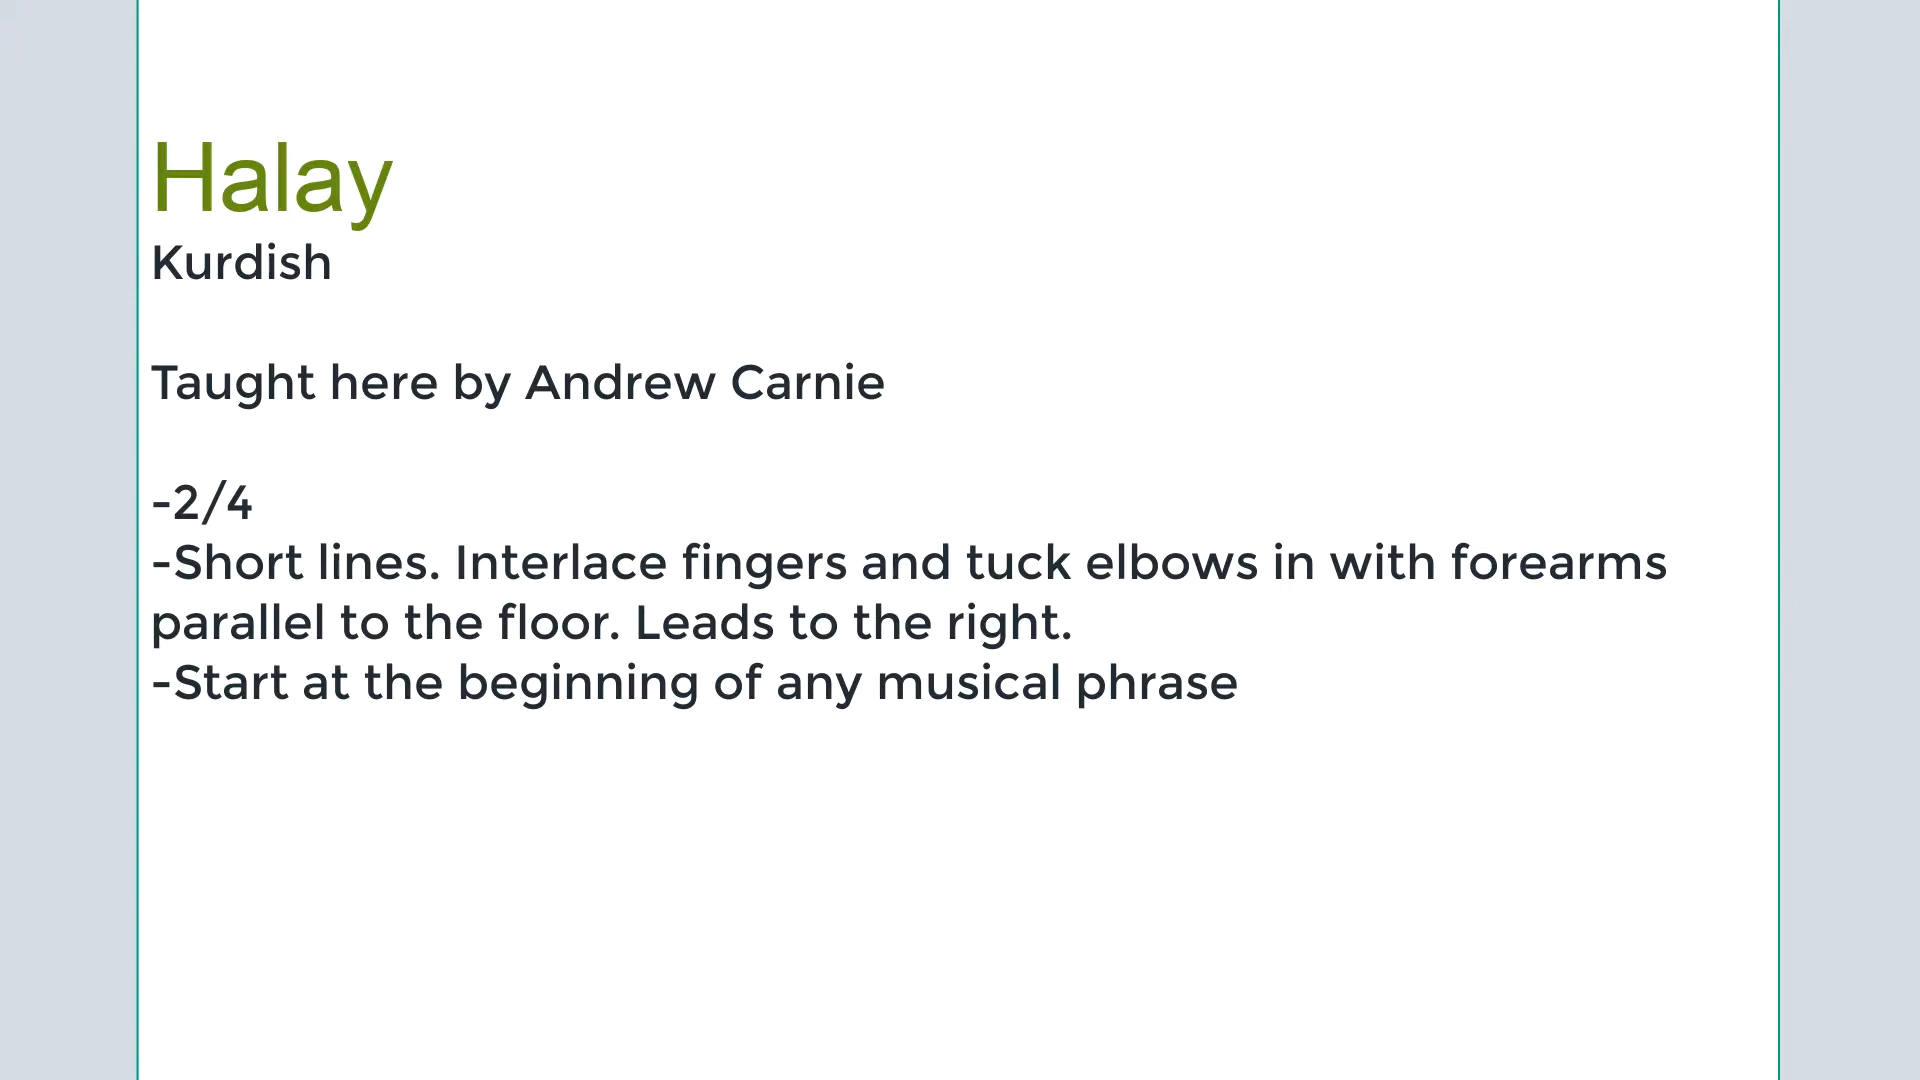 Halay
Kurdish
Taught here by Andrew Carnie
-2/4
-Short lines. Interlace fingers and tuck elbows in with forearms
parallel to the floor. Leads to the right.
-Start at the beginning of any musical phrase